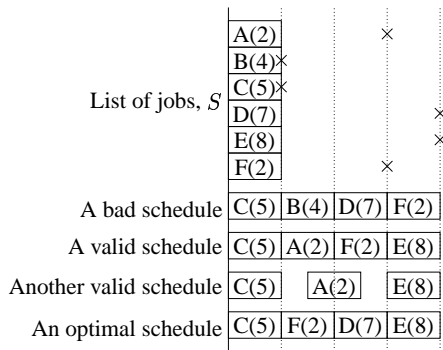 A(2)
B(4)
C(5)
List of jobs, S
D(7)
E(8)
F(2)
A bad schedule C(5) B(4) D(7) F(2)
A valid schedule C(5) A(2) F(2) E(8)
Another valid schedule C(5) A(2) E(8)
An optimal schedule C(5) F(2) D(7) E(8)